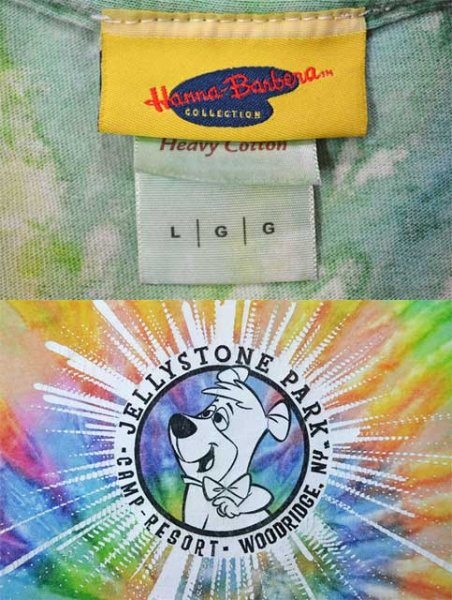 Hanna-Barbera™
COLLECTION
Heavy Cotton
L | G | G
JELLYSTONE PARK™
• CAMP-RESORT • WOODRIDGE, NY